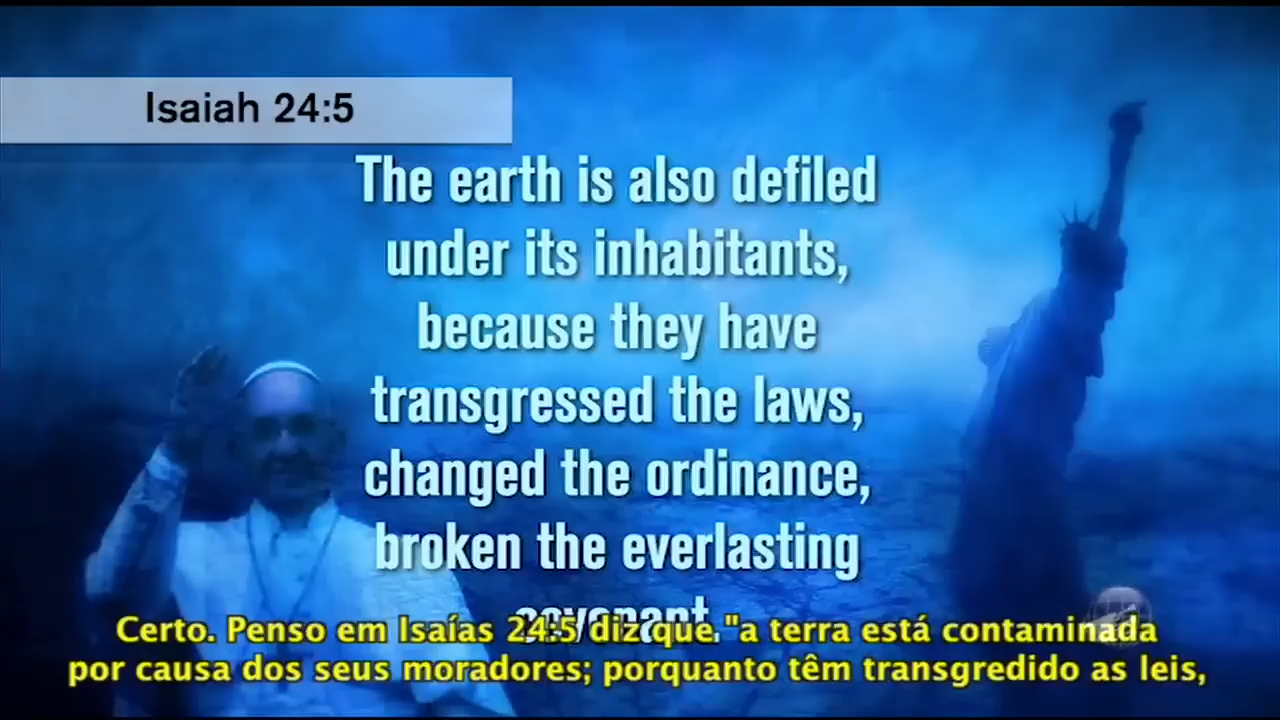 Isaiah 24:5
The earth is also defiled
under its inhabitants,
because they have
transgressed the laws,
changed the ordinance,
broken the everlasting
covenant.
Certo. Penso em Isaías 24:5 diz que "a terra está contaminada
por causa dos seus moradores; porquanto têm transgredido as leis,